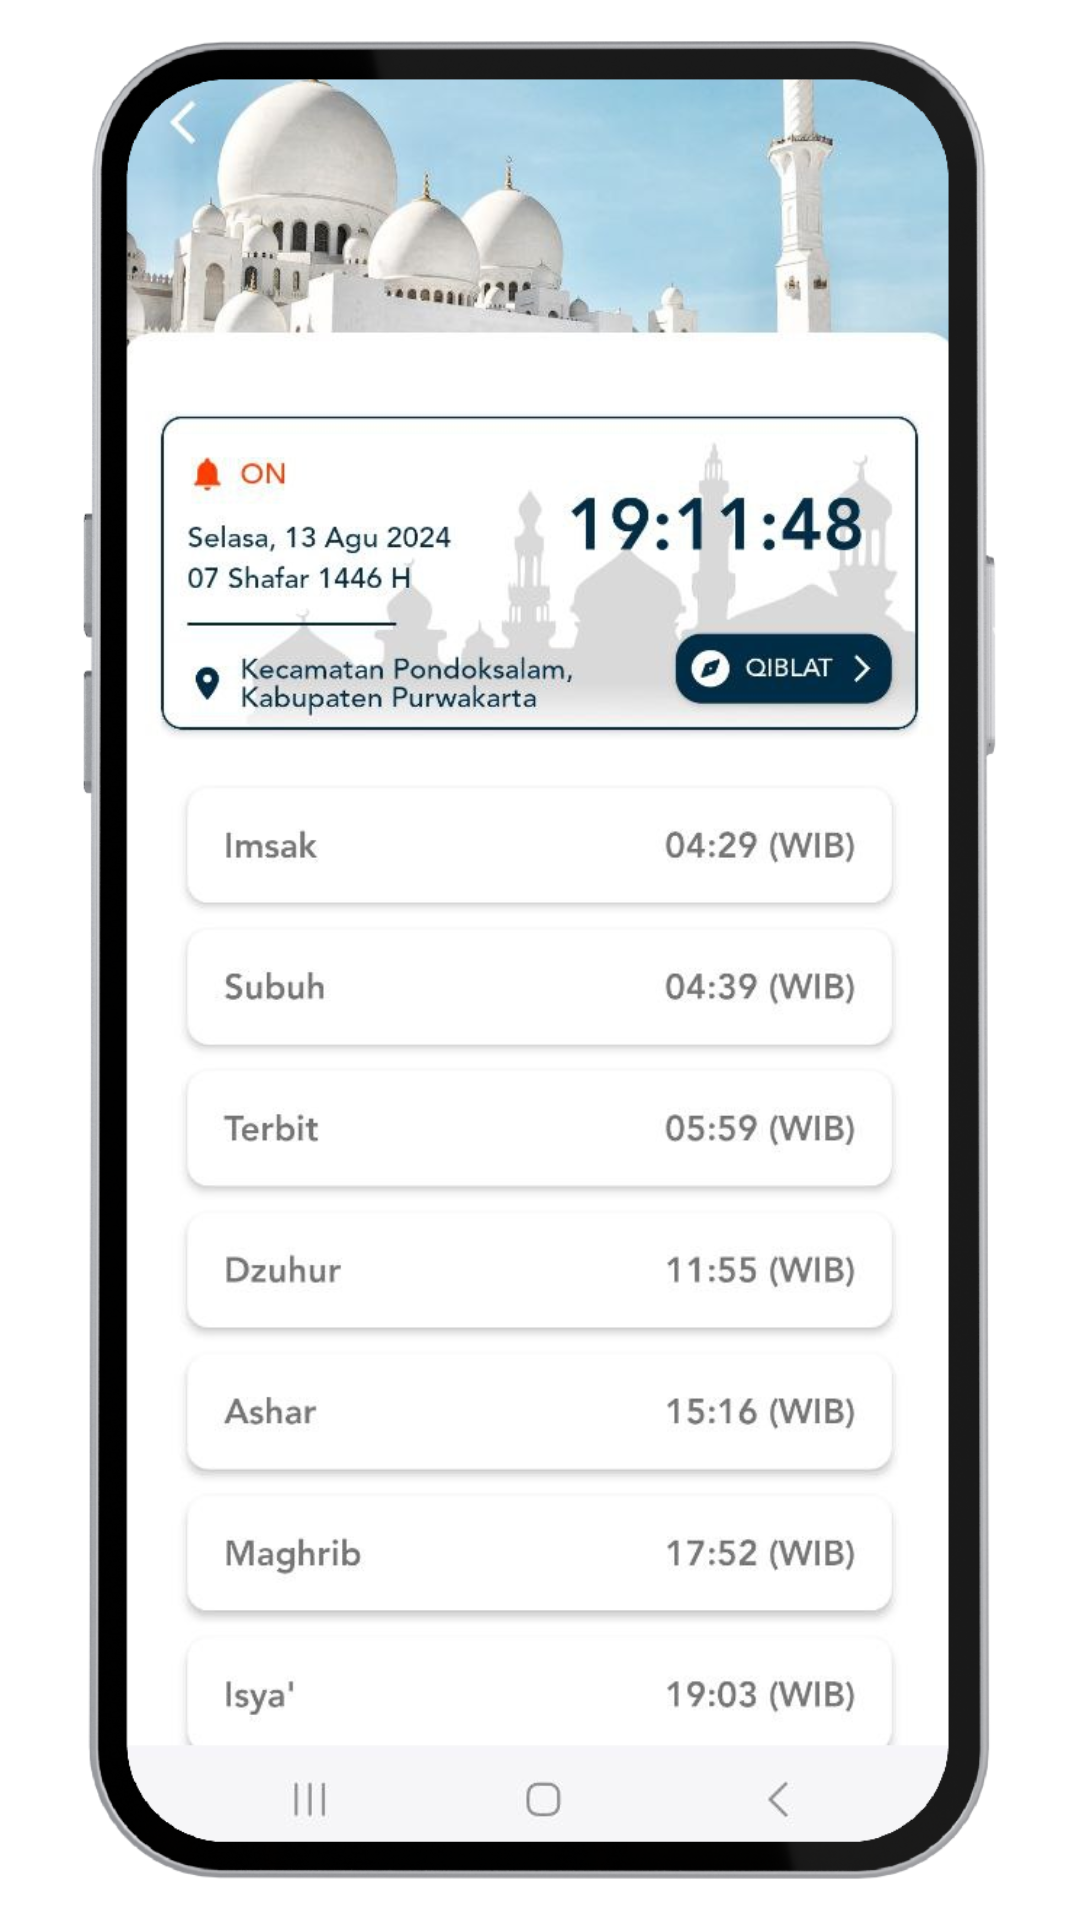 ON
19:11:48
Selasa, 13 Agu 2024
07 Shafar 1446 H
Kecamatan Pondoksalam,
Kabupaten Purwakarta
QIBLAT
Imsak 04:29 (WIB)
Subuh 04:39 (WIB)
Terbit 05:59 (WIB)
Dzuhur 11:55 (WIB)
Ashar 15:16 (WIB)
Maghrib 17:52 (WIB)
Isya' 19:03 (WIB)